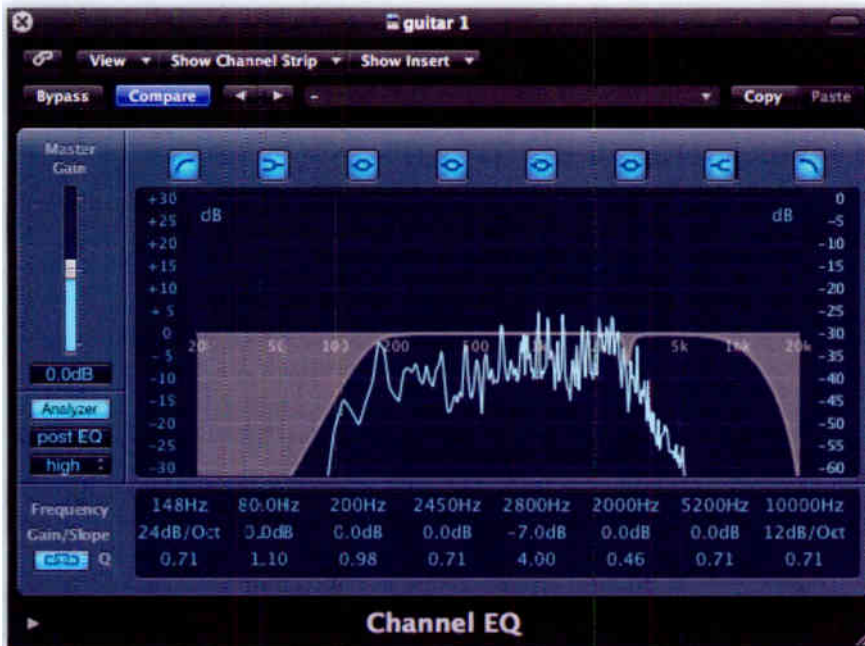 guitar 1
View Show Channel Strip Show Insert
Bypass Compare - Copy Paste
Master
Gain
+30 dB dB 0
+25 -5
+20 -10
+15 -15
+10 -20
+5 -25
0 20 50 100 200 500 5k 10k 20k -30
-5 -35
-10 -40
-15 -45
-20 -50
-25 -55
-30 -60
0.0dB
Analyzer
post EQ
high
Frequency 148Hz 80.0Hz 200Hz 2450Hz 2800Hz 2000Hz 5200Hz 10000Hz
Gain/Slope 24dB/Oct 0.0dB 0.0dB 0.0dB -7.0dB 0.0dB 0.0dB 12dB/Oct
Q 0.71 1.10 0.98 0.71 4.00 0.46 0.71 0.71
Channel EQ